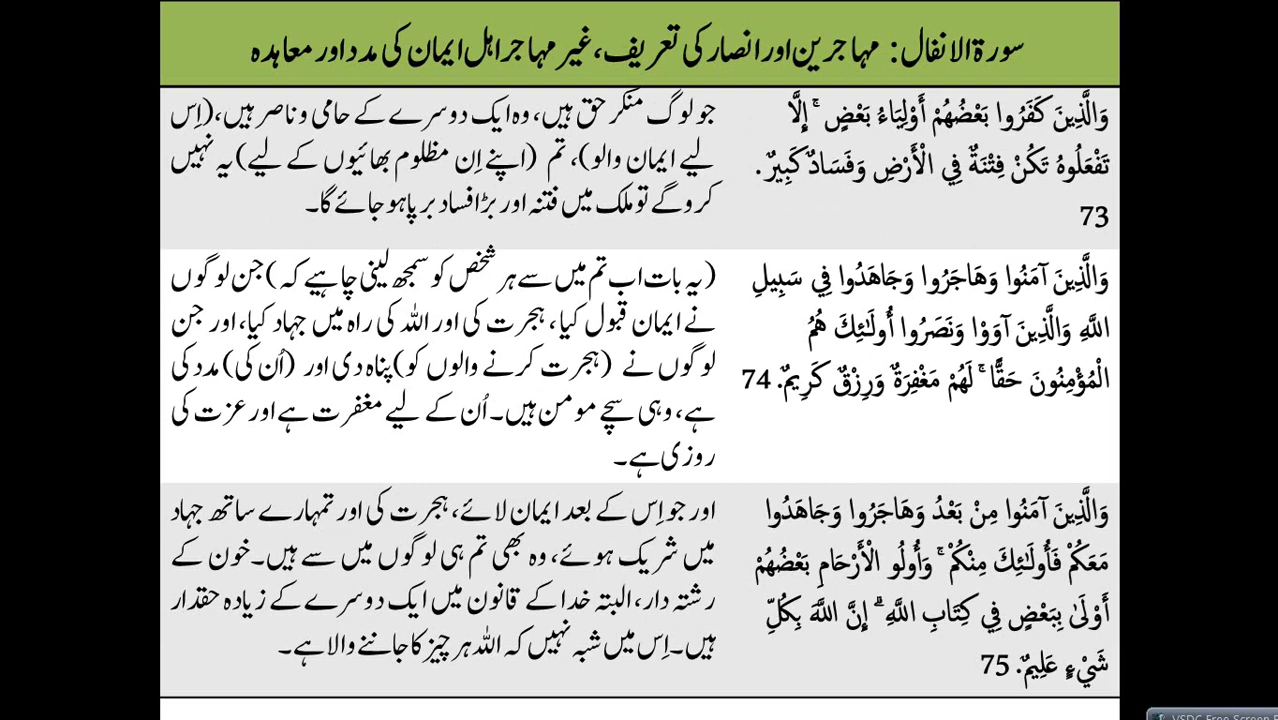 سورۃ الانفال: مہاجرین اور انصار کی تعریف، غیر مہاجر اہل ایمان کی مدد اور معاہدہ
وَالَّذِينَ كَفَرُوا بَعْضُهُمْ أَوْلِيَاءُ بَعْضٍ ۚ إِلَّا
تَفْعَلُوهُ تَكُنْ فِتْنَةٌ فِي الْأَرْضِ وَفَسَادٌ كَبِيرٌ.
73
جو لوگ منکر حق ہیں، وہ ایک دوسرے کے حامی و ناصر ہیں، (اِس
لیے ایمان والو)، تم (اپنے اِن مظلوم بھائیوں کے لیے) یہ نہیں
کرو گے تو ملک میں فتنہ اور بڑا فساد برپا ہو جائے گا۔
وَالَّذِينَ آمَنُوا وَهَاجَرُوا وَجَاهَدُوا فِي سَبِيلِ
اللَّهِ وَالَّذِينَ آوَوْا وَنَصَرُوا أُولَٰئِكَ هُمُ
الْمُؤْمِنُونَ حَقًّا ۚ لَهُمْ مَغْفِرَةٌ وَرِزْقٌ كَرِيمٌ. 74
(یہ بات اب تم میں سے ہر شخص کو سمجھ لینی چاہیے کہ) جن لوگوں
نے ایمان قبول کیا، ہجرت کی اور اللہ کی راہ میں جہاد کیا، اور جن
لوگوں نے (ہجرت کرنے والوں کو) پناہ دی اور (اُن کی) مدد کی
ہے، وہی سچے مومن ہیں۔ اُن کے لیے مغفرت ہے اور عزت کی
روزی ہے۔
وَالَّذِينَ آمَنُوا مِنْ بَعْدُ وَهَاجَرُوا وَجَاهَدُوا
مَعَكُمْ فَأُولَٰئِكَ مِنْكُمْ ۚ وَأُولُو الْأَرْحَامِ بَعْضُهُمْ
أَوْلَىٰ بِبَعْضٍ فِي كِتَابِ اللَّهِ ۗ إِنَّ اللَّهَ بِكُلِّ
شَيْءٍ عَلِيمٌ. 75
اور جو اِس کے بعد ایمان لائے، ہجرت کی اور تمہارے ساتھ جہاد
میں شریک ہوئے، وہ بھی تم ہی لوگوں میں سے ہیں۔ خون کے
رشتہ دار، البتہ خدا کے قانون میں ایک دوسرے کے زیادہ حقدار
ہیں۔ اِس میں شبہ نہیں کہ اللہ ہر چیز کا جاننے والا ہے۔